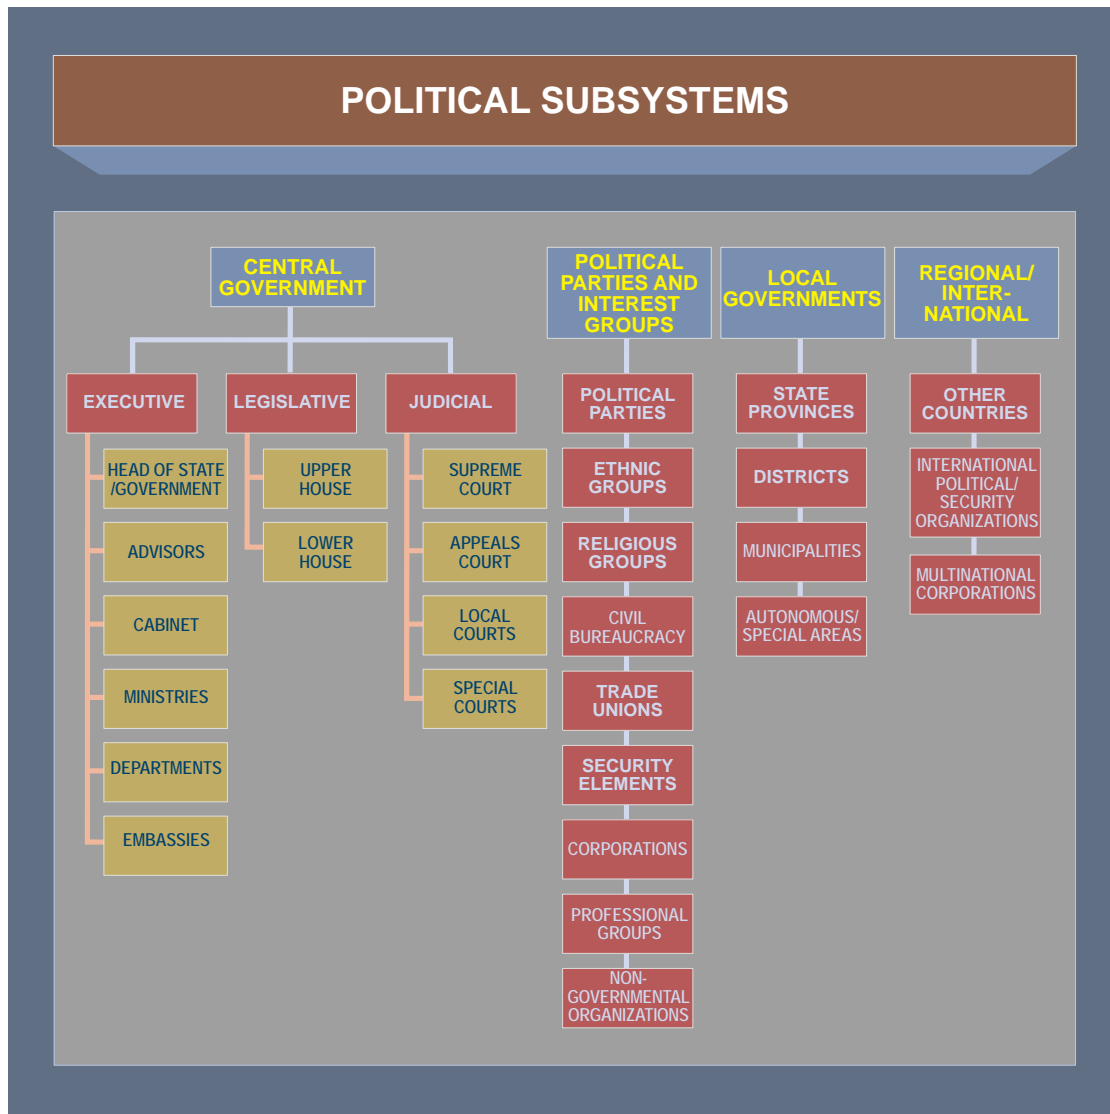 POLITICAL SUBSYSTEMS
CENTRAL
GOVERNMENT
EXECUTIVE
HEAD OF STATE
/GOVERNMENT
ADVISORS
CABINET
MINISTRIES
DEPARTMENTS
EMBASSIES
LEGISLATIVE
UPPER
HOUSE
LOWER
HOUSE
JUDICIAL
SUPREME
COURT
APPEALS
COURT
LOCAL
COURTS
SPECIAL
COURTS
POLITICAL
PARTIES AND
INTEREST
GROUPS
POLITICAL
PARTIES
ETHNIC
GROUPS
RELIGIOUS
GROUPS
CIVIL
BUREAUCRACY
TRADE
UNIONS
SECURITY
ELEMENTS
CORPORATIONS
PROFESSIONAL
GROUPS
NON-
GOVERNMENTAL
ORGANIZATIONS
LOCAL
GOVERNMENTS
STATE
PROVINCES
DISTRICTS
MUNICIPALITIES
AUTONOMOUS/
SPECIAL AREAS
REGIONAL/
INTER-
NATIONAL
OTHER
COUNTRIES
INTERNATIONAL
POLITICAL/
SECURITY
ORGANIZATIONS
MULTINATIONAL
CORPORATIONS